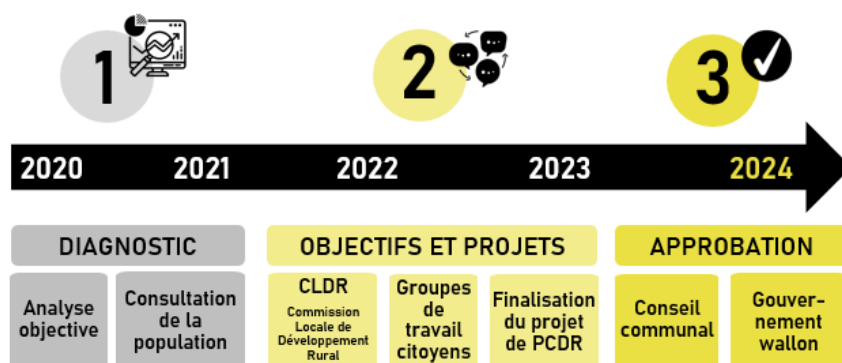 1
2
3
2020
2021
2022
2023
2024
DIAGNOSTIC
OBJECTIFS ET PROJETS
APPROBATION
Analyse
objective
Consultation
de la
population
CLDR
Commission
Locale de
Développement
Rural
Groupes
de
travail
citoyens
Finalisation
du projet
de PCDR
Conseil
communal
Gouver-
nement
wallon